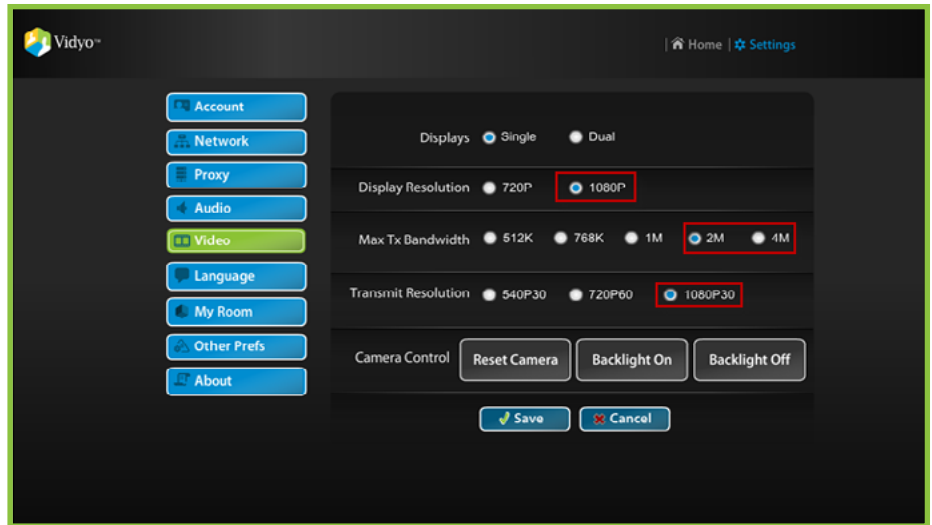 Vidyo™
| Home | Settings
Account
Network
Proxy
Audio
Video
Language
My Room
Other Prefs
About
Displays Single Dual
Display Resolution 720P 1080P
Max Tx Bandwidth 512K 768K 1M 2M 4M
Transmit Resolution 540P30 720P60 1080P30
Camera Control Reset Camera Backlight On Backlight Off
Save Cancel